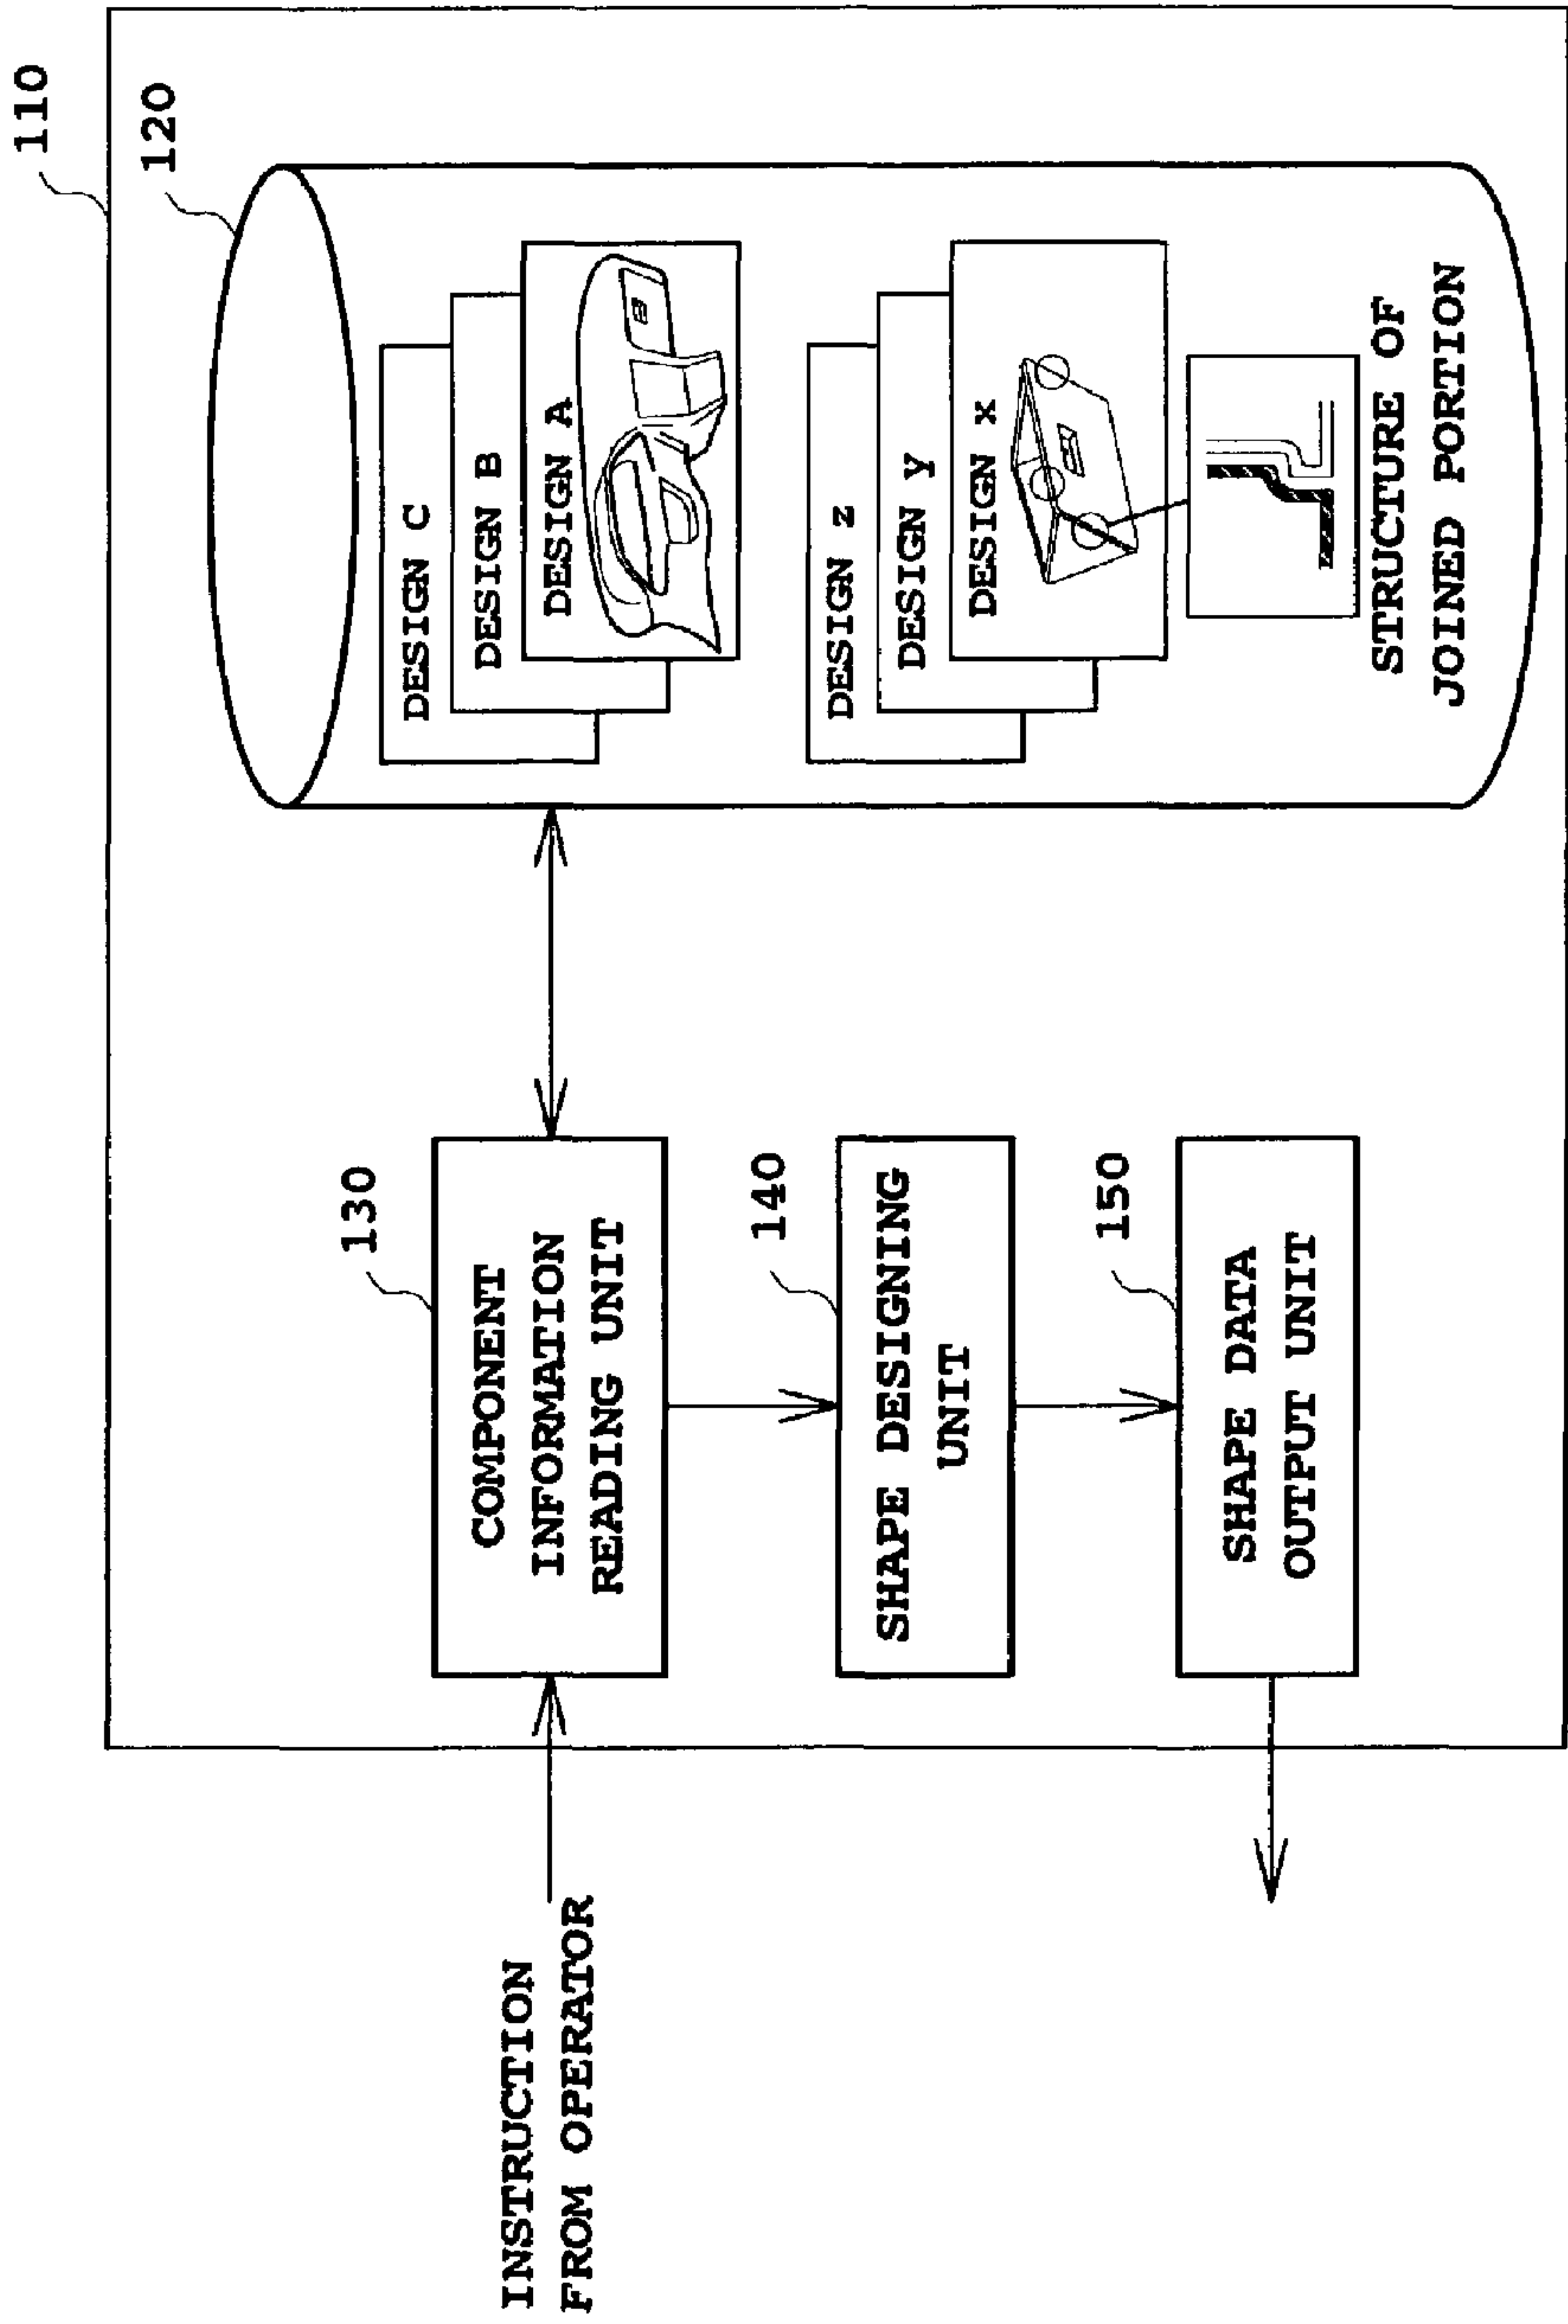 110
120
DESIGN C
DESIGN B
DESIGN A
DESIGN z
DESIGN y
DESIGN x
STRUCTURE OF
JOINED PORTION
130
COMPONENT
INFORMATION
READING UNIT
140
SHAPE DESIGNING
UNIT
150
SHAPE DATA
OUTPUT UNIT
INSTRUCTION
FROM OPERATOR